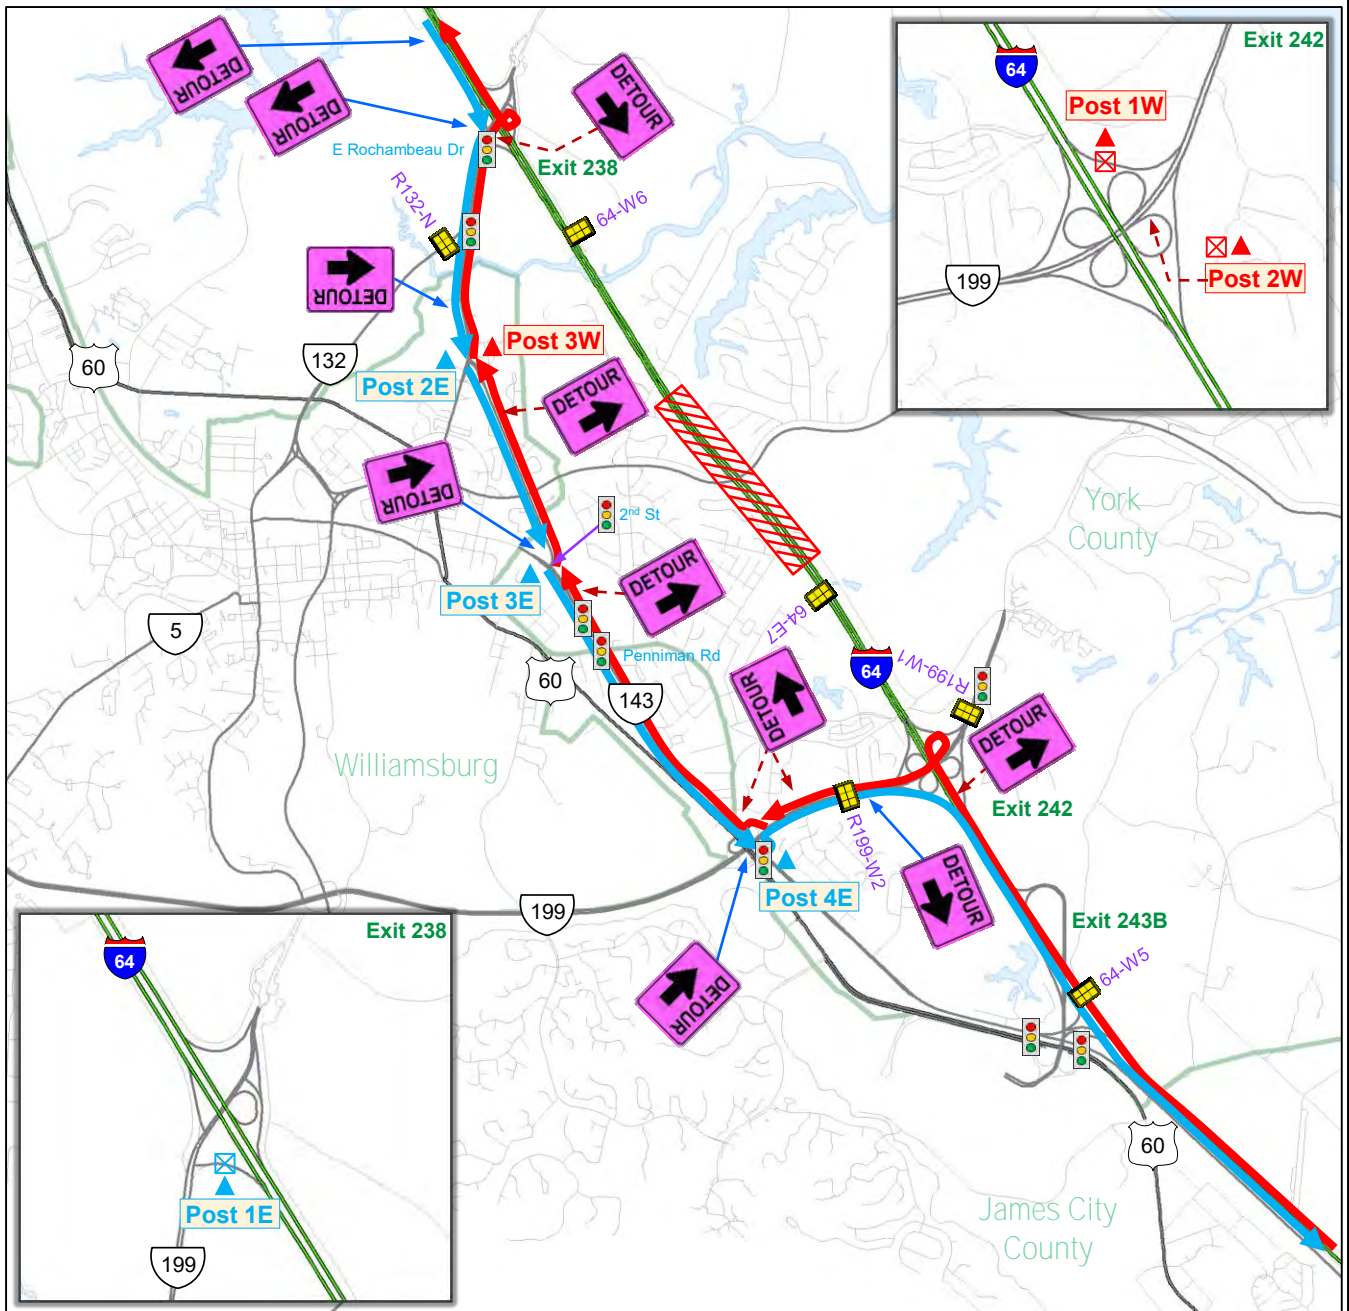 DETOUR
DETOUR
DETOUR
E Rochambeau Dr
Exit 238
R132-N
64-W6
DETOUR
60
132
Post 3W
Post 2E
DETOUR
DETOUR
2nd St
York
County
DETOUR
Post 3E
64-E7
5
Penniman Rd
60
143
64
R199-W1
DETOUR
DETOUR
Williamsburg
Exit 242
R199-W2
DETOUR
Post 4E
199
Exit 243B
64-W5
DETOUR
60
James City
County
Exit 242
64
Post 1W
199
Post 2W
Exit 238
64
Post 1E
199